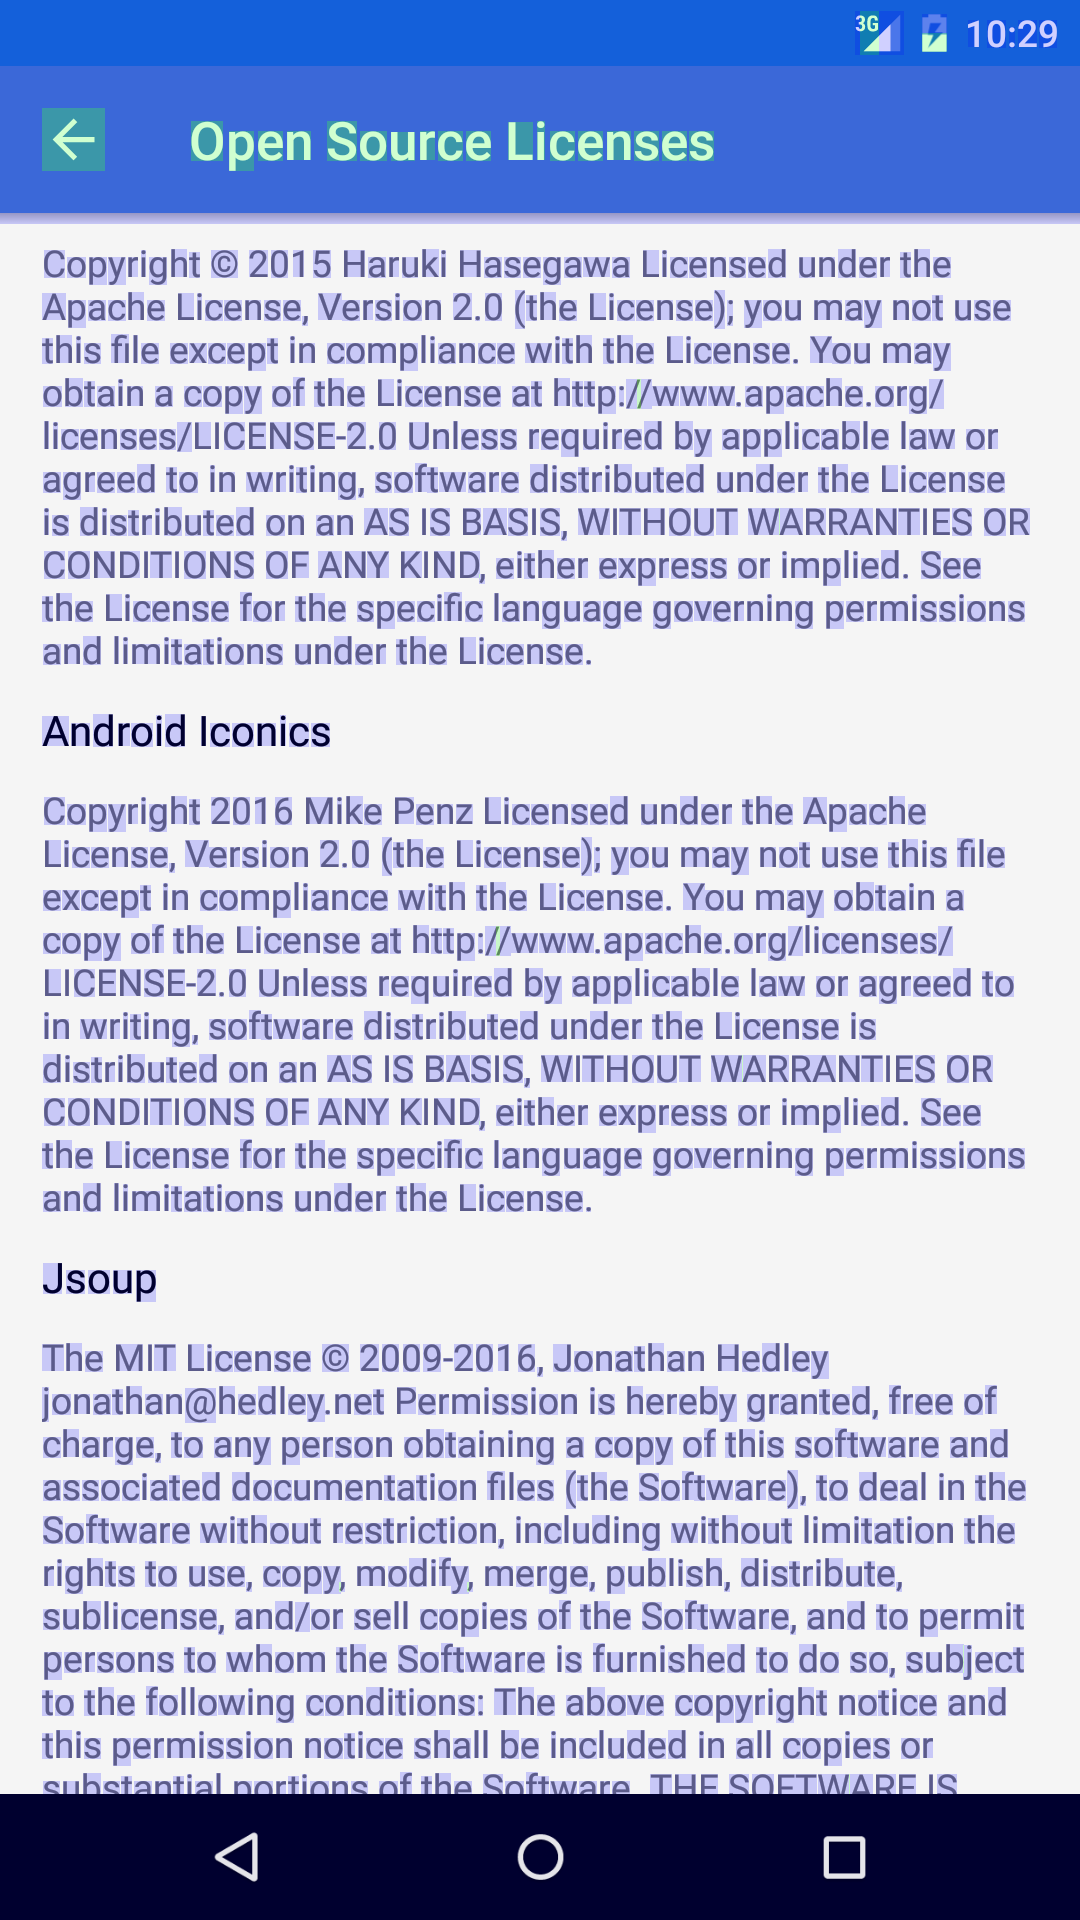 3G 10:29
Open Source Licenses
Copyright © 2015 Haruki Hasegawa Licensed under the
Apache License, Version 2.0 (the License); you may not use
this file except in compliance with the License. You may
obtain a copy of the License at http://www.apache.org/
licenses/LICENSE-2.0 Unless required by applicable law or
agreed to in writing, software distributed under the License
is distributed on an AS IS BASIS, WITHOUT WARRANTIES OR
CONDITIONS OF ANY KIND, either express or implied. See
the License for the specific language governing permissions
and limitations under the License.
Android Iconics
Copyright 2016 Mike Penz Licensed under the Apache
License, Version 2.0 (the License); you may not use this file
except in compliance with the License. You may obtain a
copy of the License at http://www.apache.org/licenses/
LICENSE-2.0 Unless required by applicable law or agreed to
in writing, software distributed under the License is
distributed on an AS IS BASIS, WITHOUT WARRANTIES OR
CONDITIONS OF ANY KIND, either express or implied. See
the License for the specific language governing permissions
and limitations under the License.
Jsoup
The MIT License © 2009-2016, Jonathan Hedley
jonathan@hedley.net Permission is hereby granted, free of
charge, to any person obtaining a copy of this software and
associated documentation files (the Software), to deal in the
Software without restriction, including without limitation the
rights to use, copy, modify, merge, publish, distribute,
sublicense, and/or sell copies of the Software, and to permit
persons to whom the Software is furnished to do so, subject
to the following conditions: The above copyright notice and
this permission notice shall be included in all copies or
substantial portions of the Software. THE SOFTWARE IS